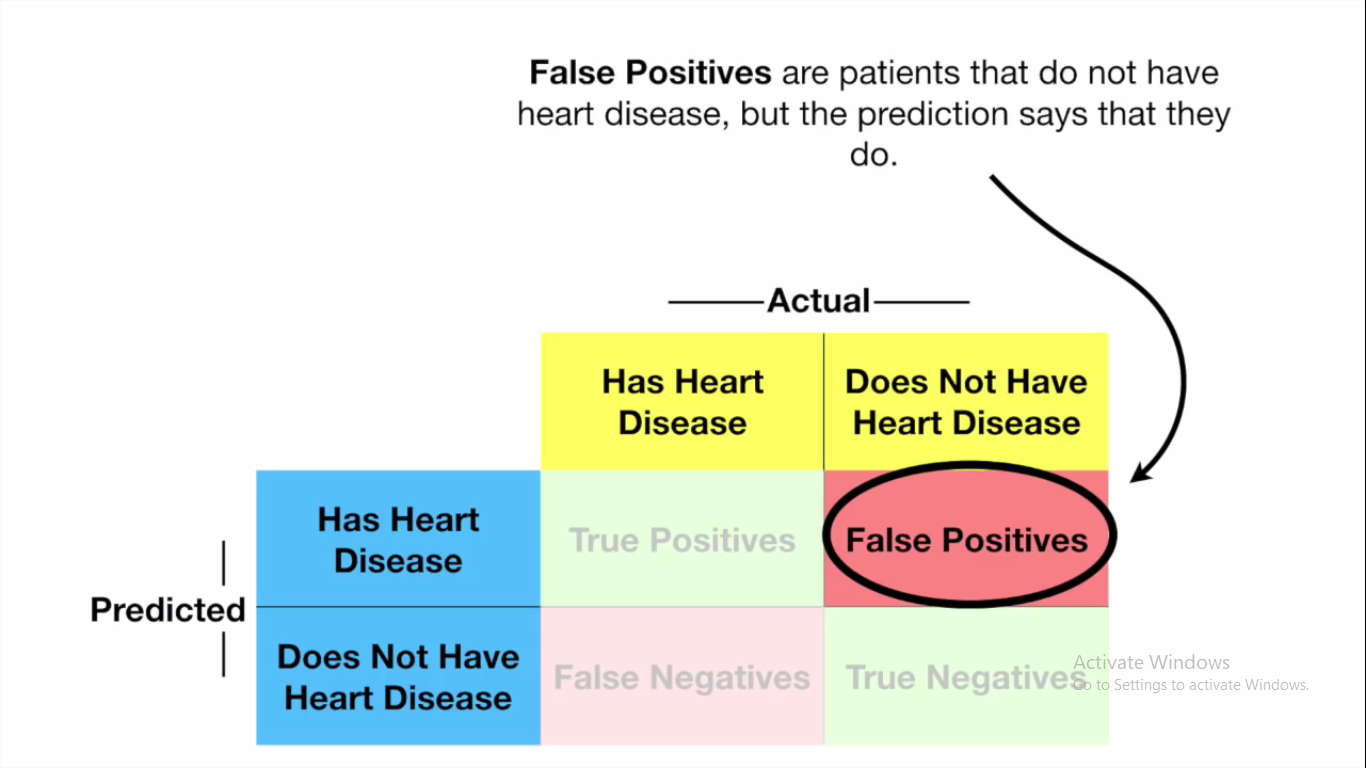 False Positives are patients that do not have
heart disease, but the prediction says that they
do.
Actual
Has Heart
Disease
Does Not Have
Heart Disease
Predicted
Has Heart
Disease
True Positives
False Positives
Does Not Have
Heart Disease
False Negatives
True Negatives
Activate Windows
Go to Settings to activate Windows.